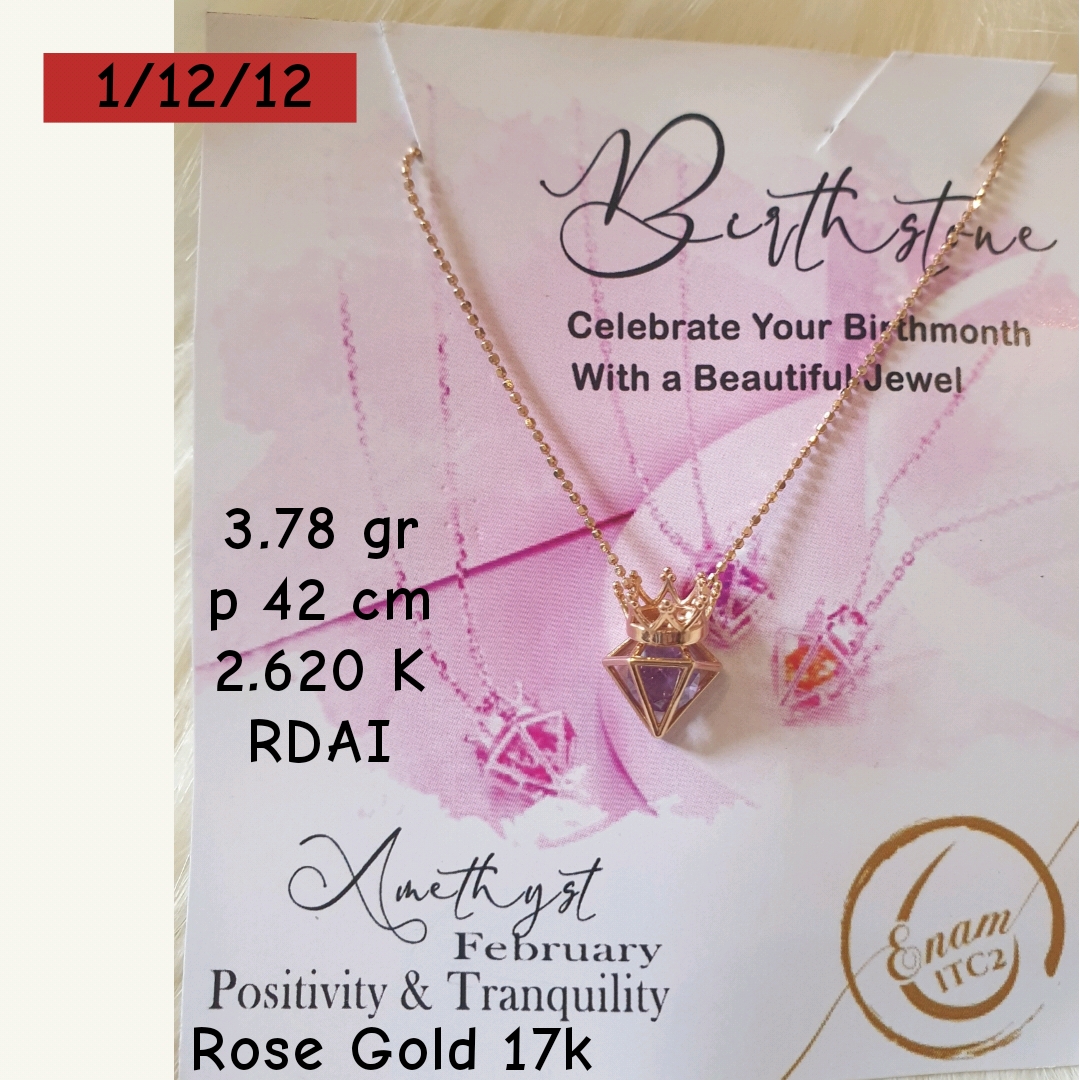 1/12/12
Birthstone
Celebrate Your Birthmonth
With a Beautiful Jewel
3.78 gr
p 42 cm
2.620 K
RDAI
Amethyst
February
Positivity & Tranquility
Enam
ITC2
Rose Gold 17k